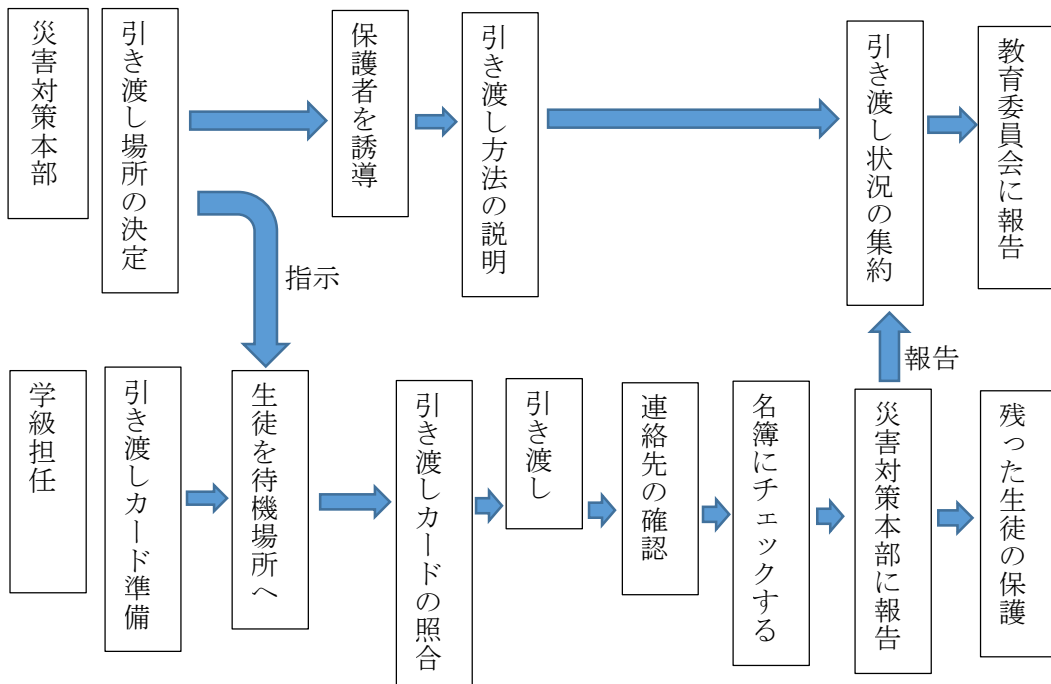 災害対策本部
引き渡し場所の決定
保護者を誘導
引き渡し方法の説明
引き渡し状況の集約
教育委員会に報告
指示
報告
学級担任
引き渡しカード準備
生徒を待機場所へ
引き渡しカードの照合
引き渡し
連絡先の確認
名簿にチェックする
災害対策本部に報告
残った生徒の保護